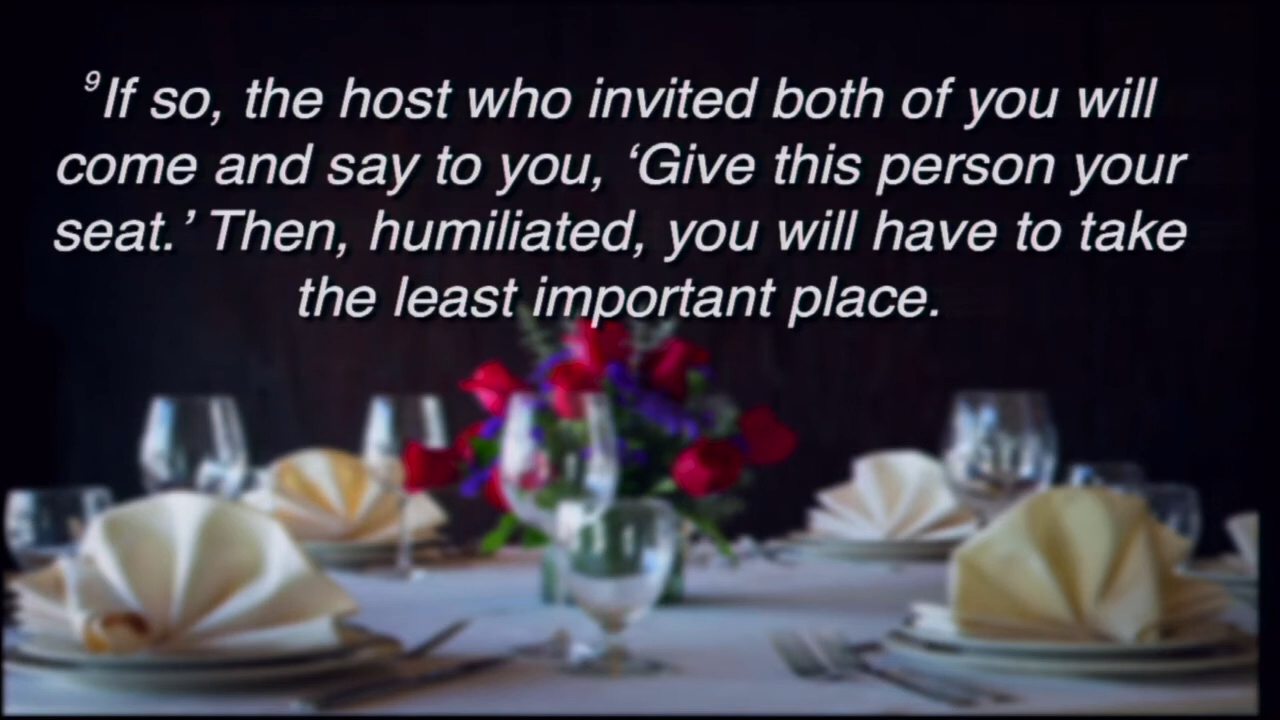 ⁹If so, the host who invited both of you will
come and say to you, ‘Give this person your
seat.’ Then, humiliated, you will have to take
the least important place.